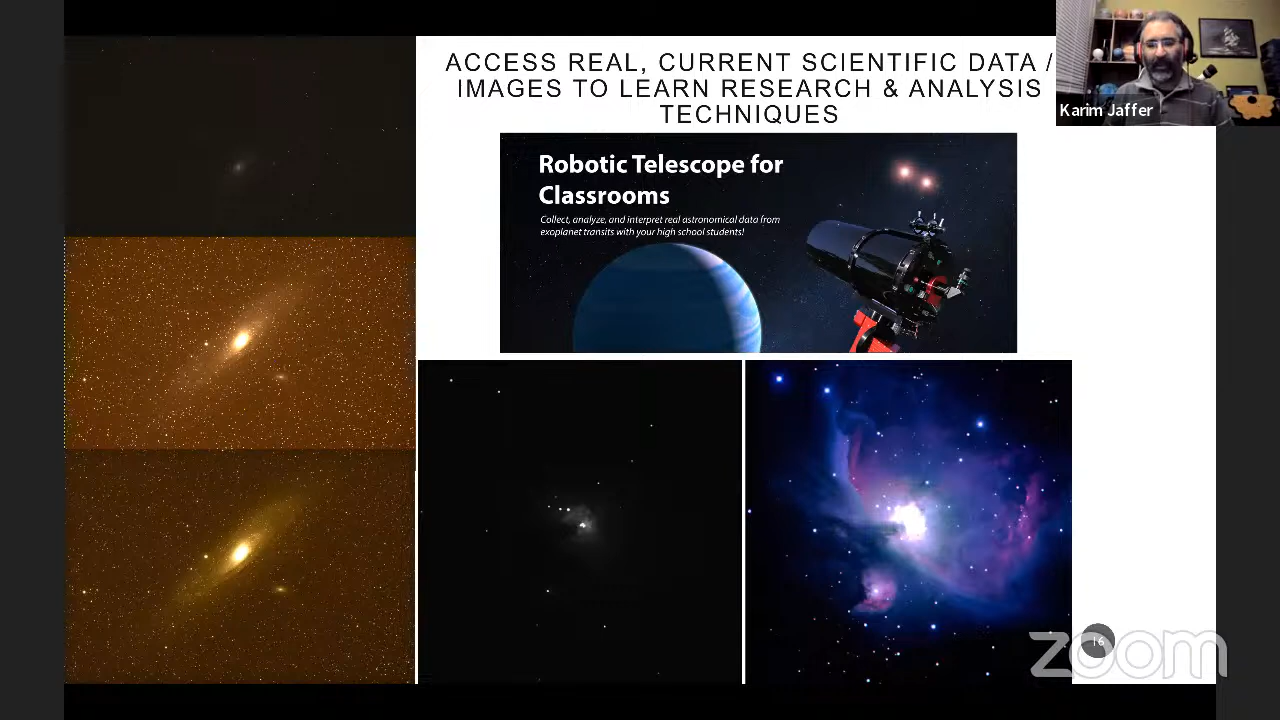 ACCESS REAL, CURRENT SCIENTIFIC DATA /
IMAGES TO LEARN RESEARCH & ANALYSIS
TECHNIQUES
Karim Jaffer
Robotic Telescope for
Classrooms
Collect, analyze, and interpret real astronomical data from
exoplanet transits with your high school students!
16
zoom